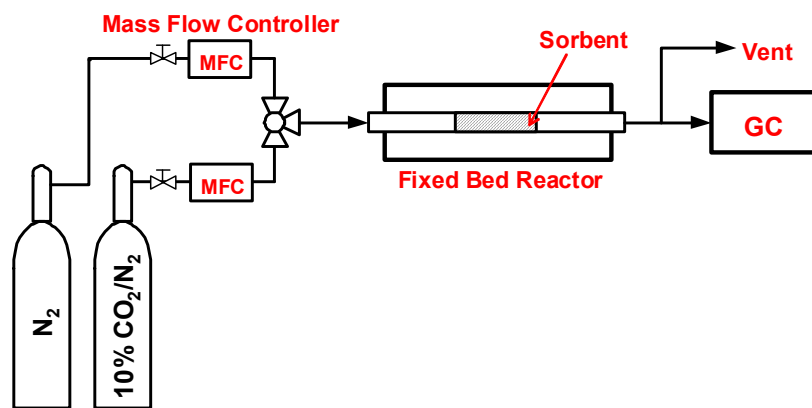 Mass Flow Controller
MFC
Sorbent
Vent
GC
MFC
Fixed Bed Reactor
N₂
10% CO₂/N₂